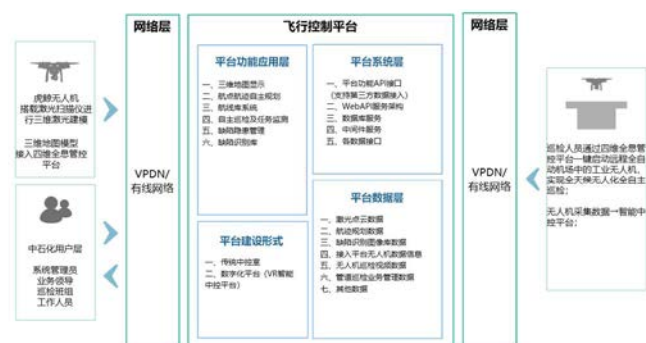 网络层
飞行控制平台
网络层
虎鲸无人机
搭载激光扫描仪进
行三维激光建模
三维地图模型
接入四维全息管控
平台
中石化用户层
系统管理员
业务领导
巡检班组
工作人员
VPDN/
有线网络
平台功能应用层
一、三维地图显示
二、航点航迹自主规划
三、航线库系统
四、自主巡检及任务监测
五、缺陷隐患管理
六、缺陷识别库
平台建设形式
一、传统中控室
二、数字化平台(VR智能
中控平台)
平台系统层
一、平台功能API接口
(支持第三方数据接入)
二、WebAPI服务架构
三、数据库服务
四、中间件服务
五、各数据接口
平台数据层
一、激光点云数据
二、航迹规划数据
三、缺陷识别图像库数据
四、接入平台无人机数据信息
五、无人机巡检视频数据
六、管道巡检业务管理数据
七、其他数据
VPDN/
有线网络
巡检人员通过四维全息管
控平台一键启动远程全自
动机场中的工业无人机,
实现全天候无人化全自主
巡检;
无人机采集数据→智能中
控平台;